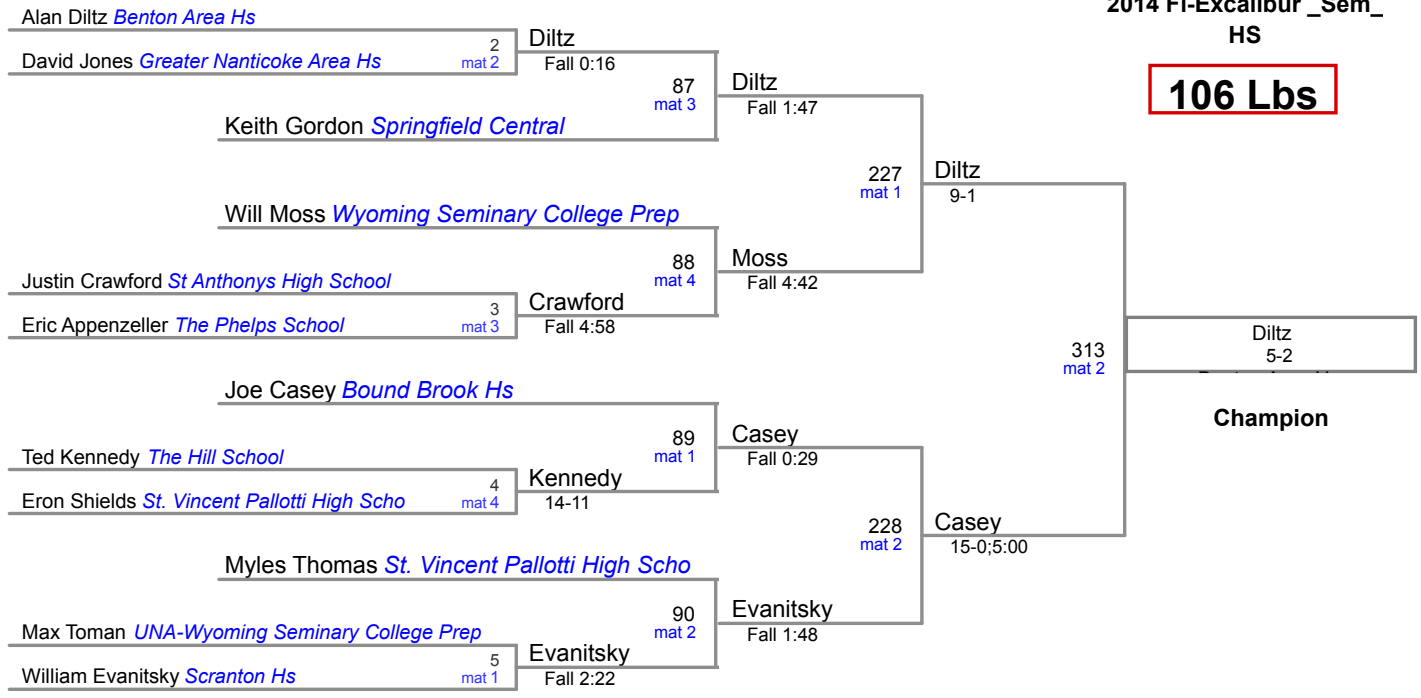 2014 FI-Excalibur _Sem_
HS
106 Lbs
Alan Diltz Benton Area Hs
2
mat 2
David Jones Greater Nanticoke Area Hs
Diltz
Fall 0:16
87
mat 3
Keith Gordon Springfield Central
Diltz
Fall 1:47
227
mat 1
Diltz
9-1
Will Moss Wyoming Seminary College Prep
88
mat 4
Moss
Fall 4:42
Justin Crawford St Anthonys High School
3
mat 3
Eric Appenzeller The Phelps School
Crawford
Fall 4:58
313
mat 2
Diltz
5-2
Champion
Joe Casey Bound Brook Hs
89
mat 1
Casey
Fall 0:29
Ted Kennedy The Hill School
4
mat 4
Eron Shields St. Vincent Pallotti High Scho
Kennedy
14-11
228
mat 2
Casey
15-0;5:00
Myles Thomas St. Vincent Pallotti High Scho
90
mat 2
Evanitsky
Fall 1:48
Max Toman UNA-Wyoming Seminary College Prep
5
mat 1
William Evanitsky Scranton Hs
Evanitsky
Fall 2:22